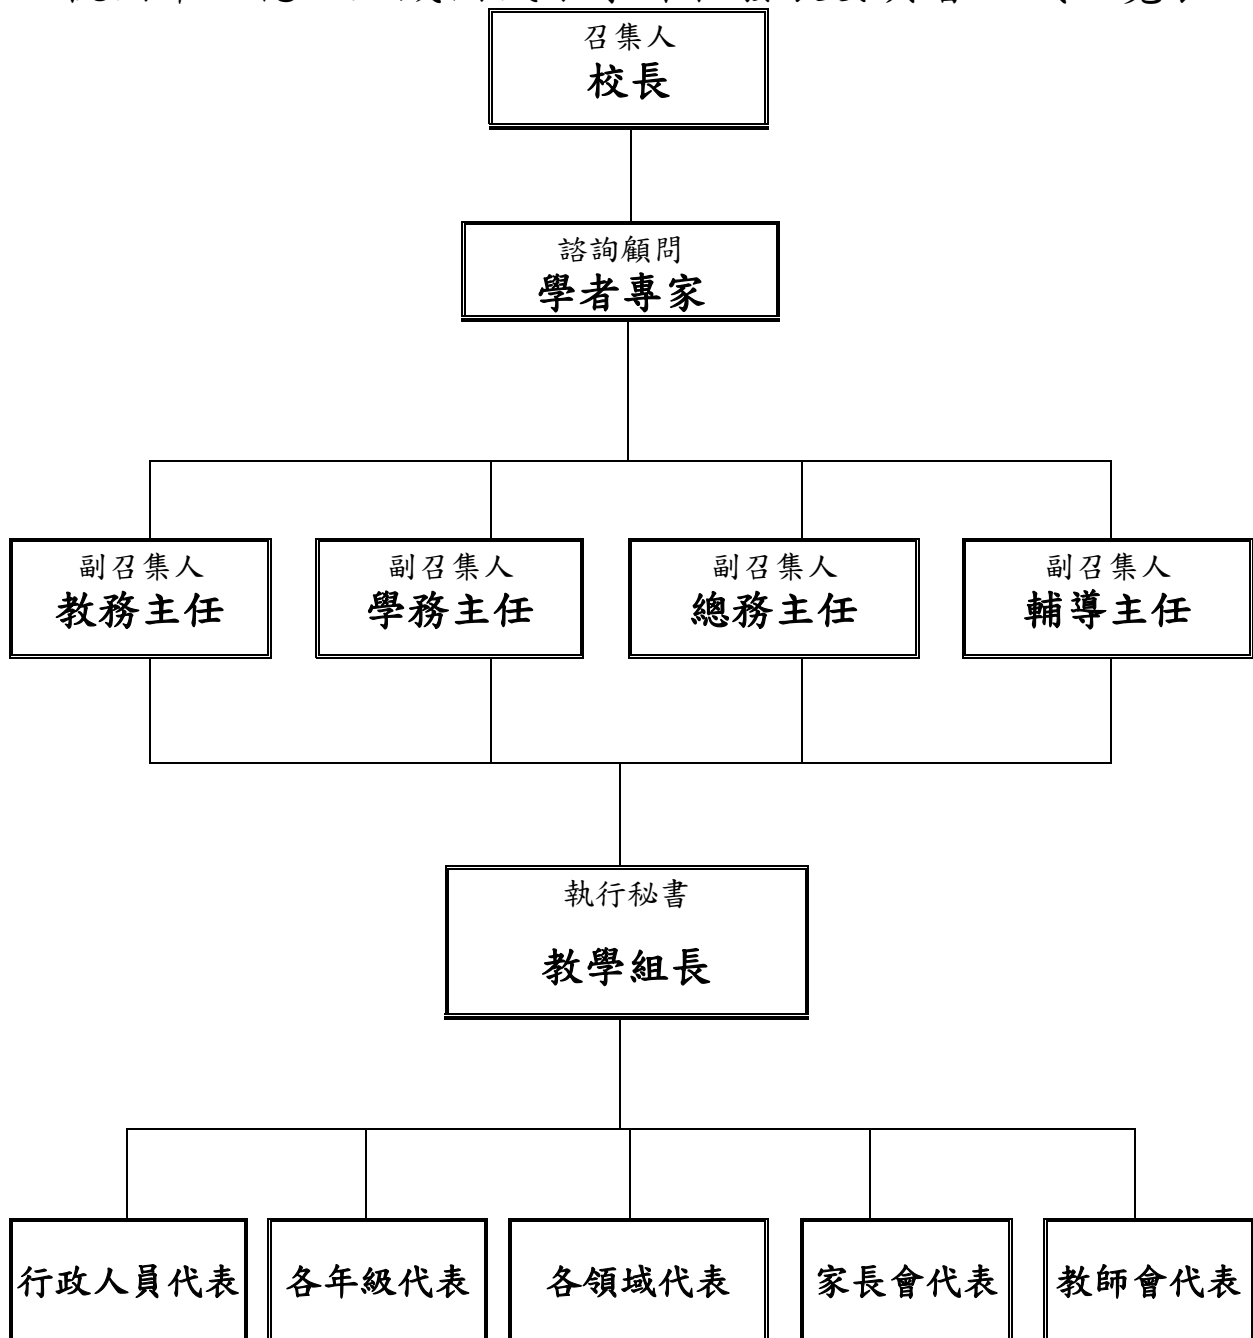 召集人
校長
諮詢顧問
學者專家
副召集人
教務主任
副召集人
學務主任
副召集人
總務主任
副召集人
輔導主任
執行秘書
教學組長
行政人員代表
各年級代表
各領域代表
家長會代表
教師會代表